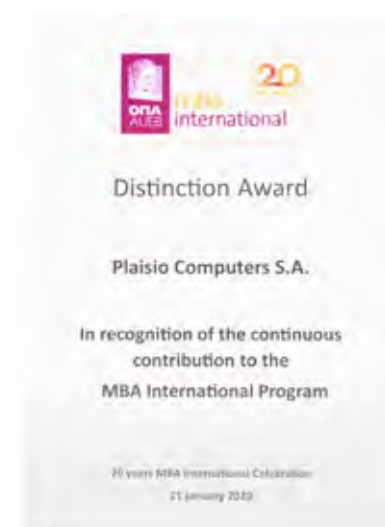 20
ΟΠΑ
AUEB
mba
international
Distinction Award
Plaisio Computers S.A.
In recognition of the continuous
contribution to the
MBA International Program
20 years MBA International Celebration
21 January 2020